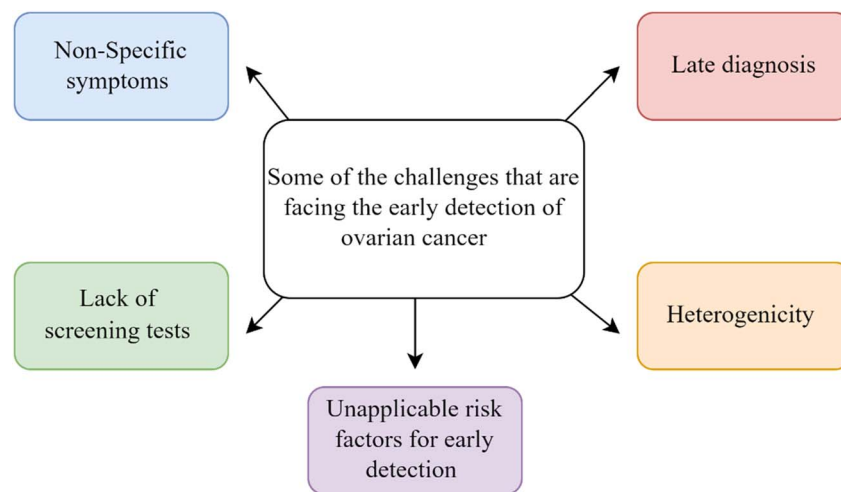 Non-Specific
symptoms
Late diagnosis
Some of the challenges that are
facing the early detection of
ovarian cancer
Lack of
screening tests
Heterogenicity
Unapplicable risk
factors for early
detection